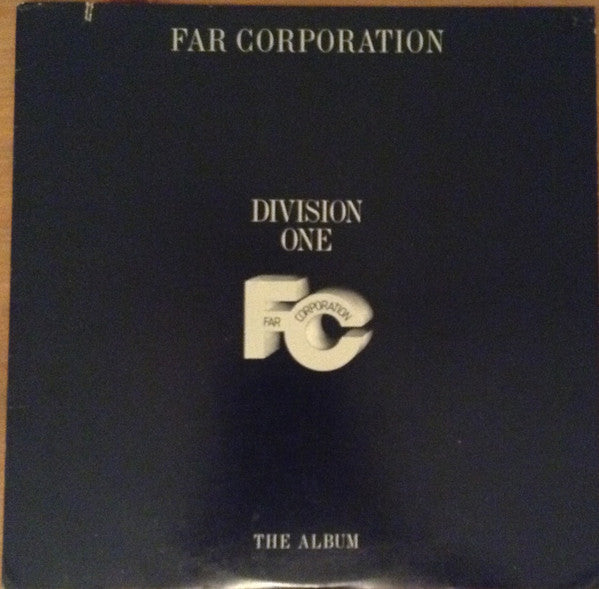 FAR CORPORATION
DIVISION
ONE
FC
FAR CORPORATION
THE ALBUM